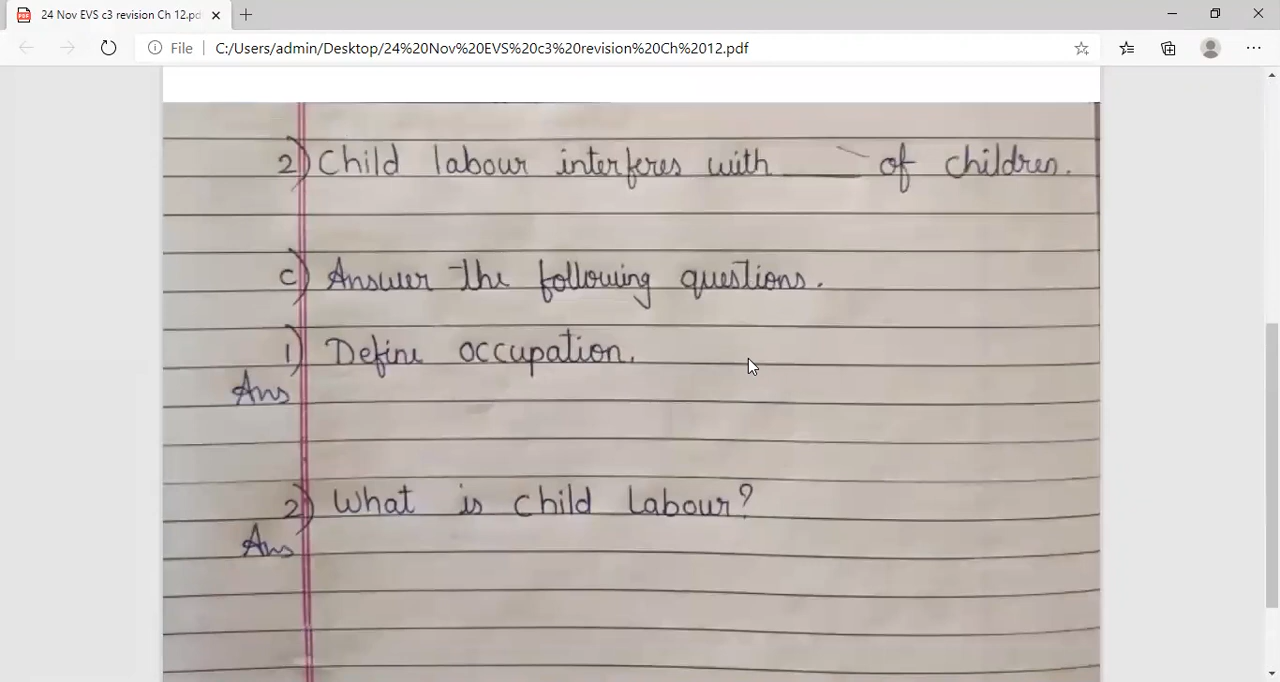 24 Nov EVS c3 revision Ch 12.pd
File
C:/Users/admin/Desktop/24%20Nov%20EVS%20c3%20revision%20Ch%2012.pdf
2) Child labour interferes with ____ of children.
C) Answer the following questions.
1) Define occupation.
Ans
2) What is child labour?
Ans